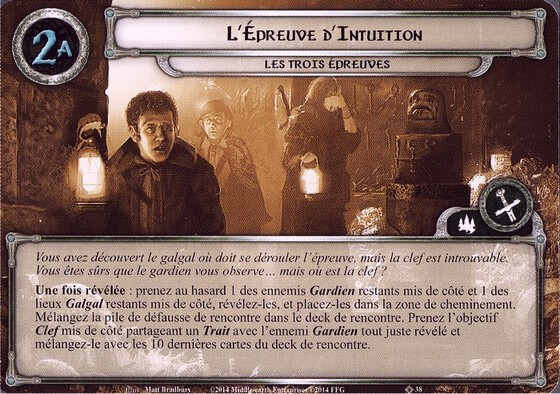 2A
L'ÉPREUVE D'INTUITION
LES TROIS ÉPREUVES
Vous avez découvert le galgal où doit se dérouler l'épreuve, mais la clef est introuvable.
Vous êtes sûrs que le gardien vous observe… mais où est la clef ?
Une fois révélée : prenez au hasard 1 des ennemis Gardien restants mis de côté et 1 des
lieux Galgal restants mis de côté, révélez-les, et placez-les dans la zone de cheminement.
Mélangez la pile de défausse de rencontre dans le deck de rencontre. Prenez l'objectif
Clef mis de côté partageant un Trait avec l'ennemi Gardien tout juste révélé et
mélangez-le avec les 10 dernières cartes du deck de rencontre.
Illus. Matt Bradbury ©2014 Middle-earth Enterprises ©2014 FFG 38